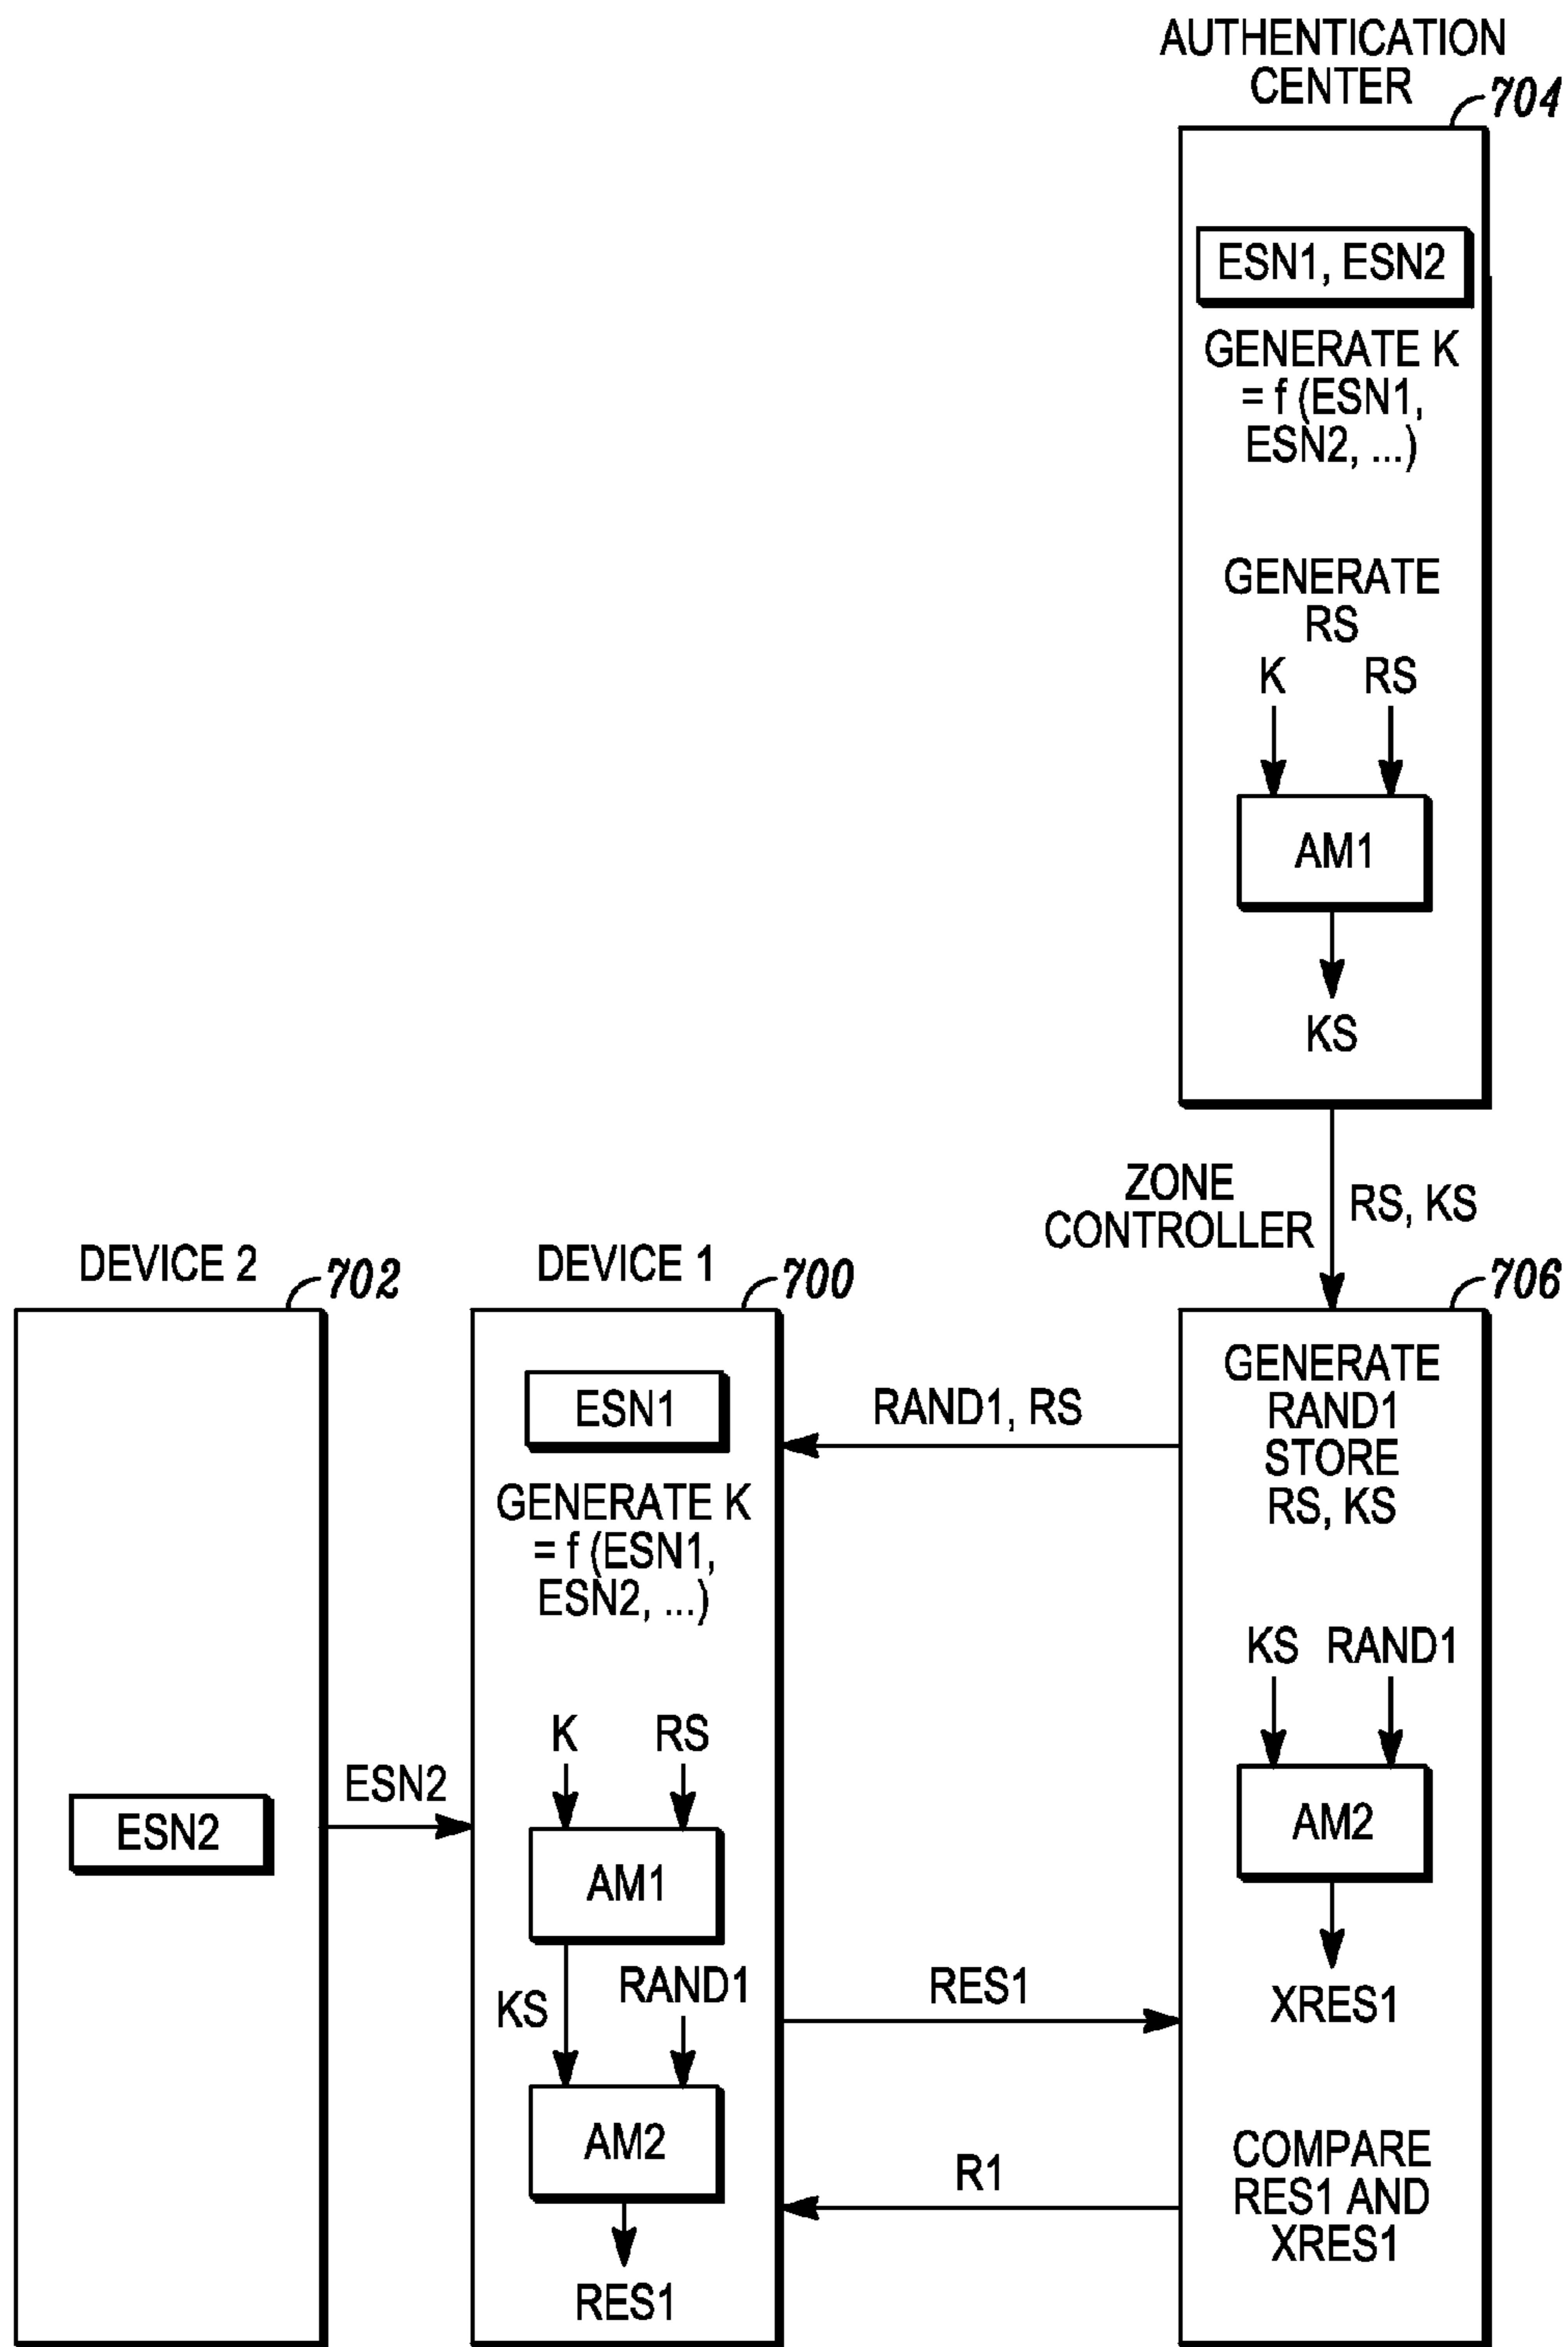 AUTHENTICATION
CENTER
704
ESN1, ESN2
GENERATE K
= f (ESN1,
ESN2, ...)
GENERATE
RS
K RS
AM1
KS
ZONE
CONTROLLER
RS, KS
DEVICE 2
702
ESN2
ESN2
DEVICE 1
700
ESN1
GENERATE K
= f (ESN1,
ESN2, ...)
K RS
AM1
KS
RAND1
AM2
RES1
RAND1, RS
RES1
R1
706
GENERATE
RAND1
STORE
RS, KS
KS RAND1
AM2
XRES1
COMPARE
RES1 AND
XRES1